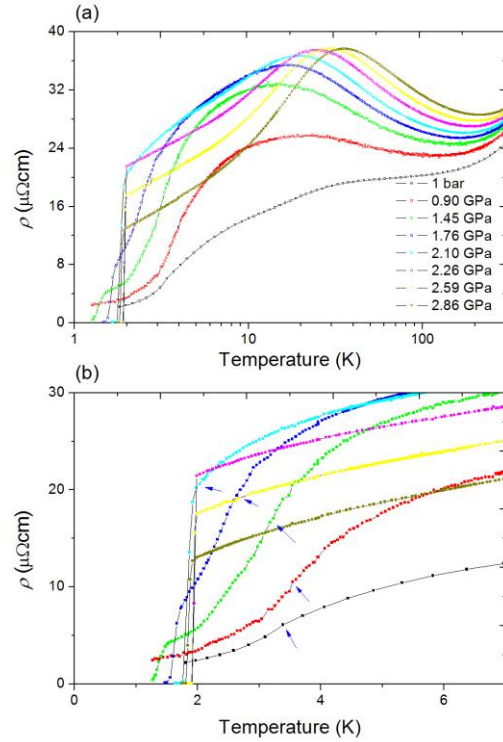 (a)
40
32
24
16
8
0
ρ (μΩcm)
1 bar
0.90 GPa
1.45 GPa
1.76 GPa
2.10 GPa
2.26 GPa
2.59 GPa
2.86 GPa
1 10 100
Temperature (K)
(b)
30
20
10
0
ρ (μΩcm)
2 4 6
Temperature (K)